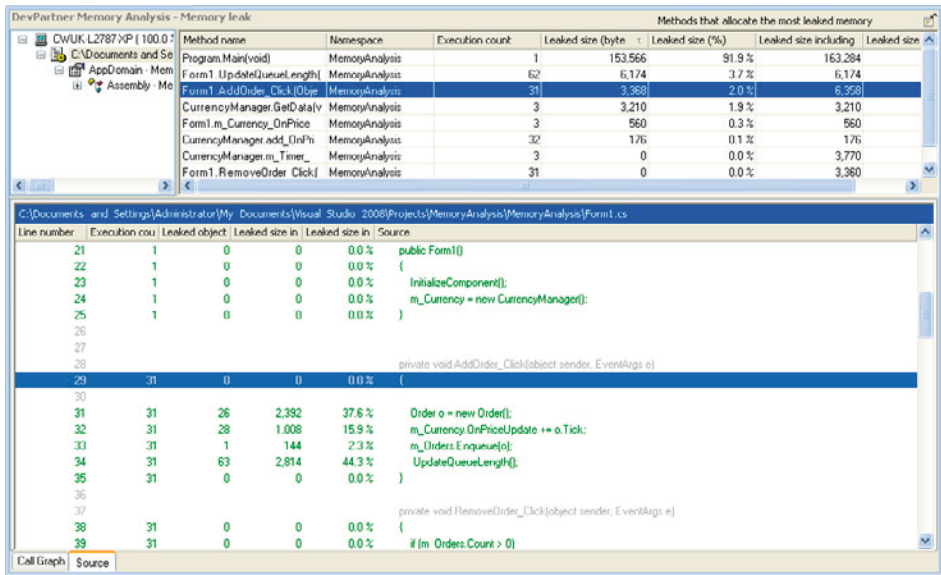 DevPartner Memory Analysis - Memory leak
Methods that allocate the most leaked memory
CWUK-L2787-XP ( 100.0 %
C:\Documents and Se
AppDomain - Mem
Assembly - Me
Method name Namespace Execution count Leaked size (byte Leaked size (%) Leaked size including Leaked size
Program.Main(void) MemoryAnalysis 1 153,566 91.9 % 163,284
Form1.UpdateQueueLength( MemoryAnalysis 62 6,174 3.7 % 6,174
Form1.AddOrder_Click(Obje MemoryAnalysis 31 3,368 2.0 % 6,358
CurrencyManager.GetData(v MemoryAnalysis 3 3,210 1.9 % 3,210
Form1.m_Currency_OnPrice MemoryAnalysis 3 560 0.3 % 560
CurrencyManager.add_OnPri MemoryAnalysis 32 176 0.1 % 176
CurrencyManager.m_Timer_ MemoryAnalysis 3 0 0.0 % 3,770
Form1.RemoveOrder_Click( MemoryAnalysis 31 0 0.0 % 3,360
C:\Documents and Settings\Administrator\My Documents\Visual Studio 2008\Projects\MemoryAnalysis\MemoryAnalysis\Form1.cs
Line number Execution cou Leaked object Leaked size in Leaked size in Source
21 1 0 0 0.0 % public Form1()
22 1 0 0 0.0 % {
23 1 0 0 0.0 % InitializeComponent();
24 1 0 0 0.0 % m_Currency = new CurrencyManager();
25 1 0 0 0.0 % }
26
27
28 private void AddOrder_Click(object sender, EventArgs e)
29 31 0 0 0.0 % {
30
31 31 26 2,392 37.6 % Order o = new Order();
32 31 28 1,008 15.9 % m_Currency.OnPriceUpdate += o.Tick;
33 31 1 144 2.3 % m_Orders.Enqueue(o);
34 31 63 2,814 44.3 % UpdateQueueLength();
35 31 0 0 0.0 % }
36
37 private void RemoveOrder_Click(object sender, EventArgs e)
38 31 0 0 0.0 % {
39 31 0 0 0.0 % if (m_Orders.Count > 0)
Call Graph Source